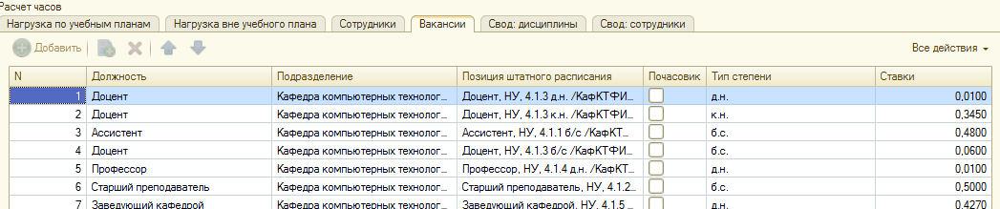 Расчет часов
Нагрузка по учебным планам Нагрузка вне учебного плана Сотрудники Вакансии Свод: дисциплины Свод: сотрудники
Добавить Все действия
N Должность Подразделение Позиция штатного расписания Почасовик Тип степени Ставки
1 Доцент Кафедра компьютерных технолог... Доцент, НУ, 4.1.3 д.н. /КафКТФИ... д.н. 0,0100
2 Доцент Кафедра компьютерных технолог... Доцент, НУ, 4.1.3 к.н. /КафКТФИ... к.н. 0,3450
3 Ассистент Кафедра компьютерных технолог... Ассистент, НУ, 4.1.1 б/с /КафКТ... б.с. 0,4800
4 Доцент Кафедра компьютерных технолог... Доцент, НУ, 4.1.3 б/с /КафКТФИ... б.с. 0,0600
5 Профессор Кафедра компьютерных технолог... Профессор, НУ, 4.1.4 д.н. /КафКТ... д.н. 0,0100
6 Старший преподаватель Кафедра компьютерных технолог... Старший преподаватель, НУ, 4.1.2... б.с. 0,5000
7 Заведующий кафедрой Кафедра компьютерных технолог... Заведующий кафедрой, НУ, 4.1.5 ... д.н. 0,4270